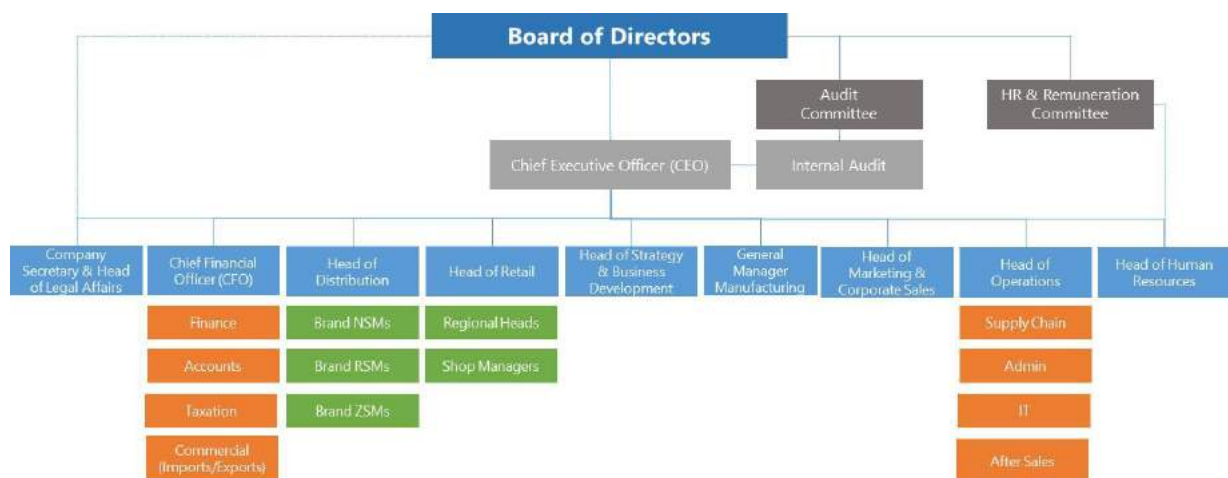 Board of Directors
Audit
Committee
HR & Remuneration
Committee
Chief Executive Officer (CEO)
Internal Audit
Company
Secretary & Head
of Legal Affairs
Chief Financial
Officer (CFO)
Head of
Distribution
Head of Retail
Head of Strategy
& Business
Development
General
Manager
Manufacturing
Head of
Marketing &
Corporate Sales
Head of
Operations
Head of Human
Resources
Finance
Brand NSMs
Regional Heads
Supply Chain
Accounts
Brand RSMs
Shop Managers
Admin
Taxation
Brand ZSMs
IT
Commercial
(Imports/Exports)
After Sales